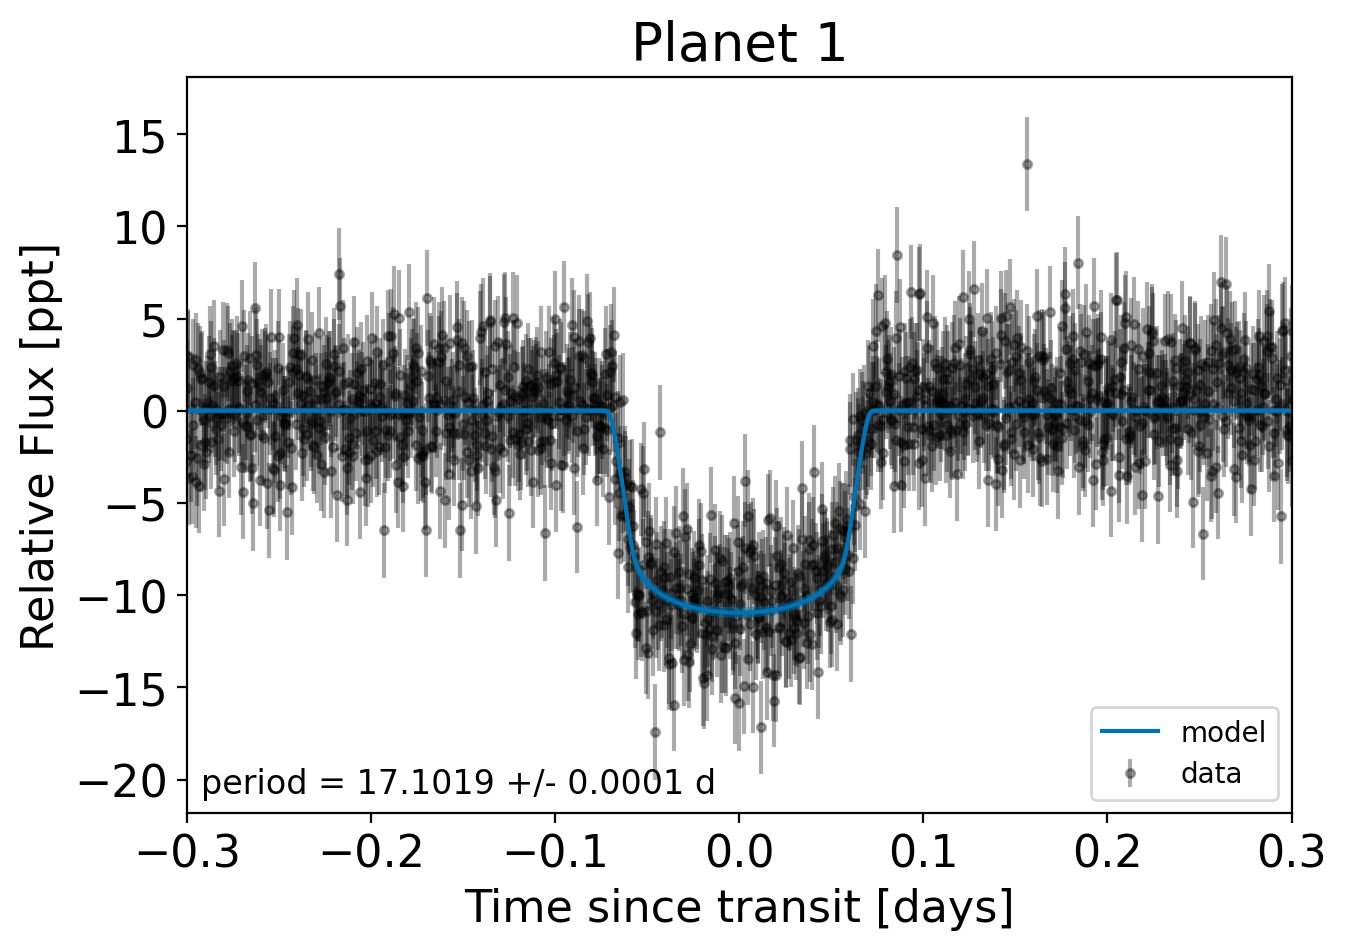 Planet 1
Relative Flux [ppt]
15
10
5
0
−5
−10
−15
−20
period = 17.1019 +/- 0.0001 d
model
data
−0.3 −0.2 −0.1 0.0 0.1 0.2 0.3
Time since transit [days]